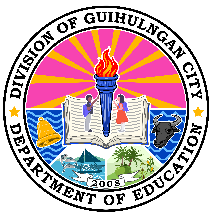 DIVISION OF GUIHULNGAN CITY
DEPARTMENT OF EDUCATION
2008